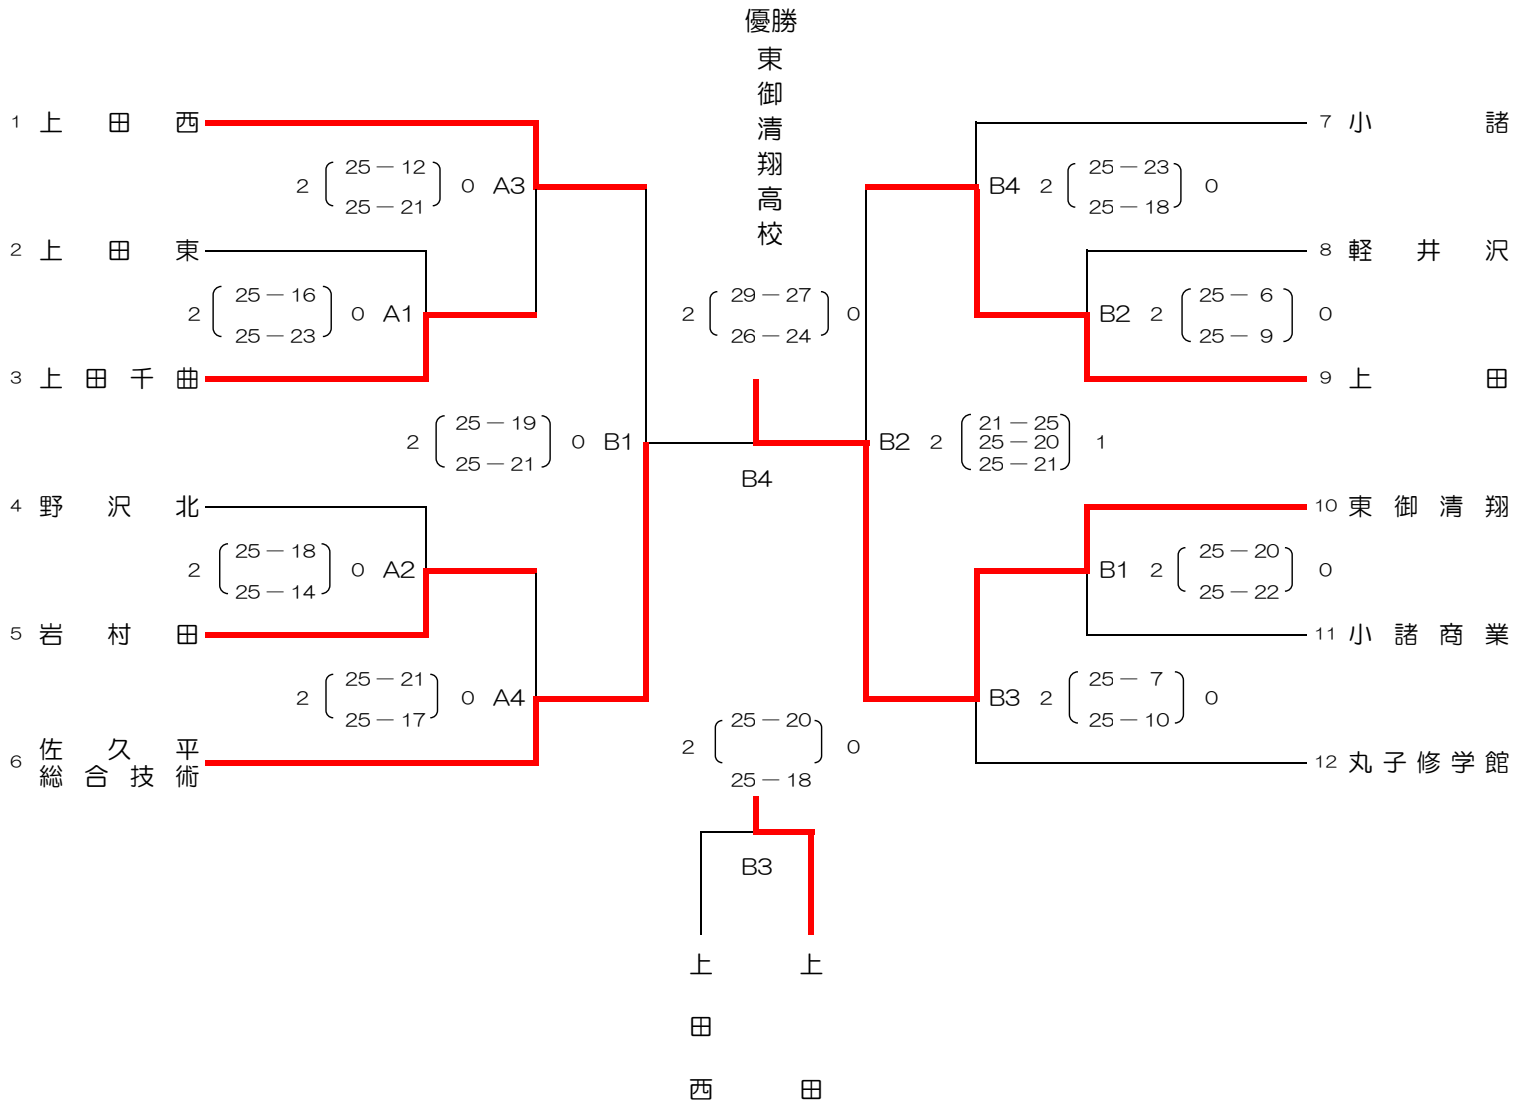 優勝
東御清翔高校
1 上田西
2 ( 25－12 25－21 ) 0 A3
2 上田東
2 ( 25－16 25－23 ) 0 A1
3 上田千曲
2 ( 25－19 25－21 ) 0 B1
4 野沢北
2 ( 25－18 25－14 ) 0 A2
5 岩村田
2 ( 25－21 25－17 ) 0 A4
6 佐久平
総合技術
2 ( 29－27 26－24 ) 0
B4
7 小諸
B4 2 ( 25－23 25－18 ) 0
8 軽井沢
B2 2 ( 25－6 25－9 ) 0
9 上田
B2 2 ( 21－25 25－20 25－21 ) 1
10 東御清翔
B1 2 ( 25－20 25－22 ) 0
11 小諸商業
B3 2 ( 25－7 25－10 ) 0
12 丸子修学館
2 ( 25－20 25－18 ) 0
B3
上田西
上田